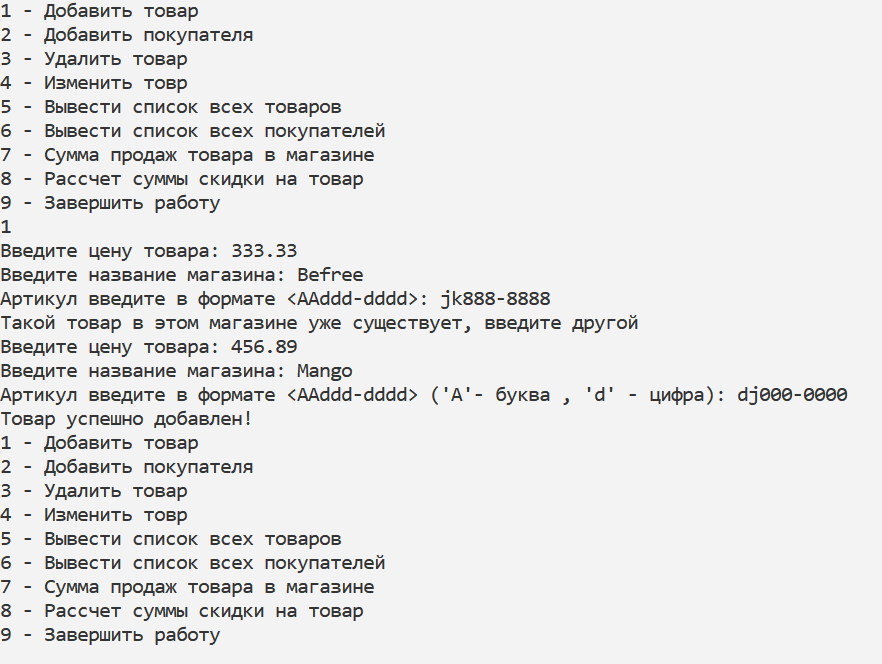 1 - Добавить товар
2 - Добавить покупателя
3 - Удалить товар
4 - Изменить товр
5 - Вывести список всех товаров
6 - Вывести список всех покупателей
7 - Сумма продаж товара в магазине
8 - Рассчет суммы скидки на товар
9 - Завершить работу
1
Введите цену товара: 333.33
Введите название магазина: Befree
Артикул введите в формате <AAddd-dddd>: jk888-8888
Такой товар в этом магазине уже существует, введите другой
Введите цену товара: 456.89
Введите название магазина: Mango
Артикул введите в формате <AAddd-dddd> ('A'- буква , 'd' - цифра): dj000-0000
Товар успешно добавлен!
1 - Добавить товар
2 - Добавить покупателя
3 - Удалить товар
4 - Изменить товр
5 - Вывести список всех товаров
6 - Вывести список всех покупателей
7 - Сумма продаж товара в магазине
8 - Рассчет суммы скидки на товар
9 - Завершить работу